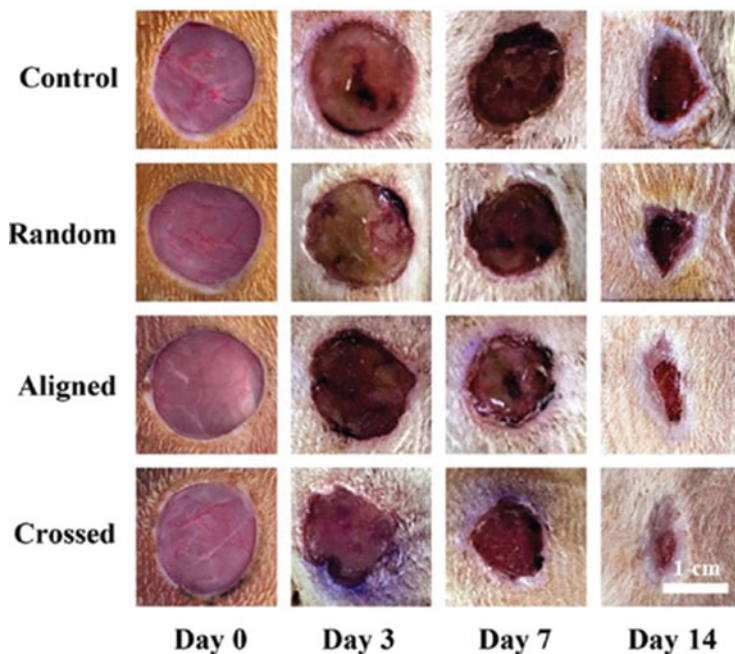 Control
Random
Aligned
Crossed
1 cm
Day 0
Day 3
Day 7
Day 14